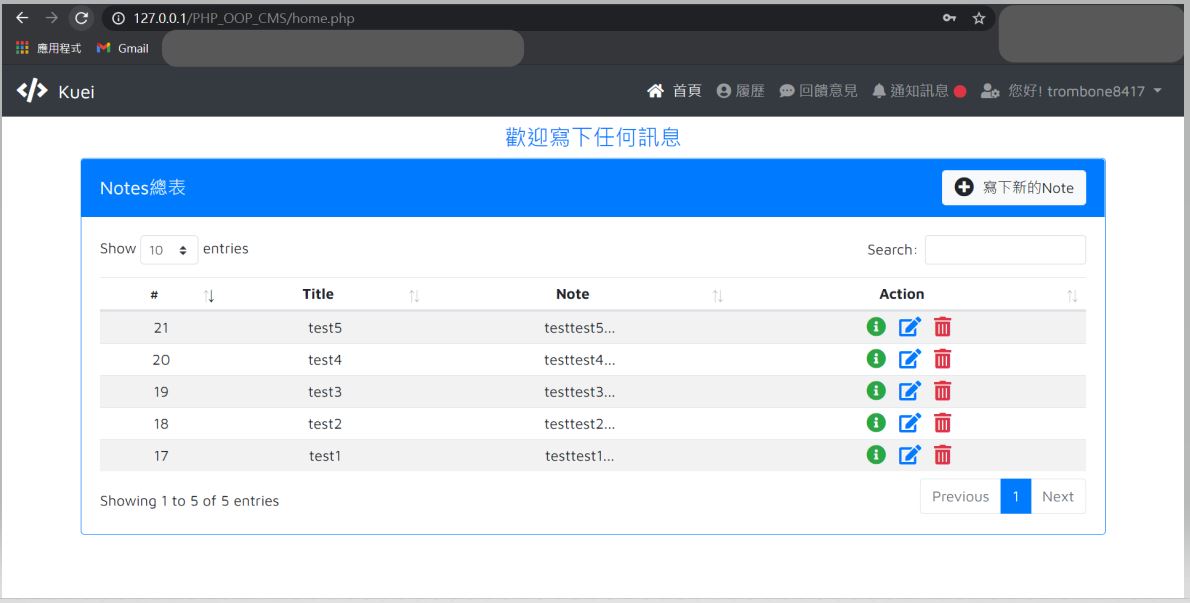 127.0.0.1/PHP_OOP_CMS/home.php
應用程式 Gmail
Kuei 首頁 履歷 回饋意見 通知訊息 您好! trombone8417
歡迎寫下任何訊息
Notes總表 寫下新的Note
Show 10 entries Search:
# Title Note Action
21 test5 testtest5...
20 test4 testtest4...
19 test3 testtest3...
18 test2 testtest2...
17 test1 testtest1...
Showing 1 to 5 of 5 entries Previous 1 Next